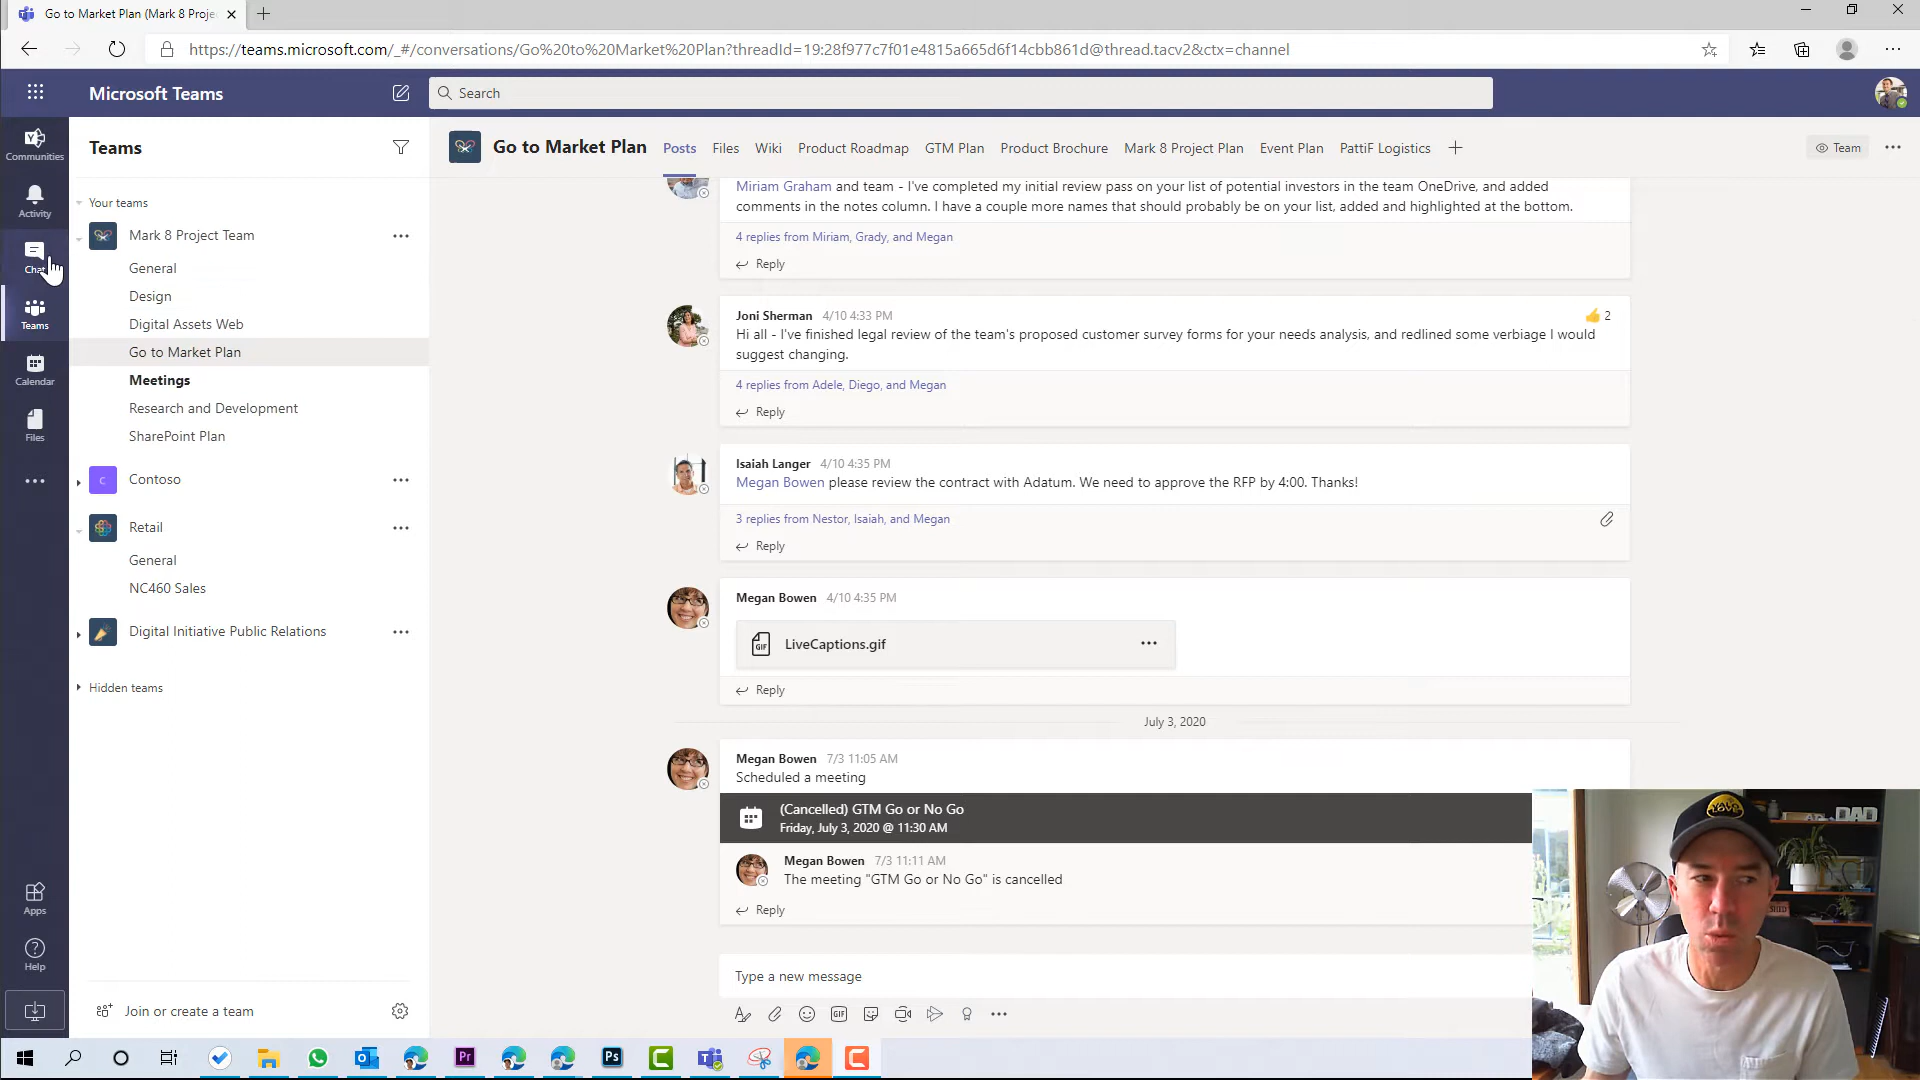 Go to Market Plan (Mark 8 Proje
https://teams.microsoft.com/_#/conversations/Go%20to%20Market%20Plan?threadId=19:28f977c7f01e4815a665d6f14cbb861d@thread.tacv2&ctx=channel
Microsoft Teams
Search
Communities
Activity
Chat
Teams
Calendar
Files
Apps
Help
Teams
Your teams
Mark 8 Project Team
General
Design
Digital Assets Web
Go to Market Plan
Meetings
Research and Development
SharePoint Plan
C
Contoso
Retail
General
NC460 Sales
Digital Initiative Public Relations
Hidden teams
Join or create a team
Go to Market Plan
Posts
Files
Wiki
Product Roadmap
GTM Plan
Product Brochure
Mark 8 Project Plan
Event Plan
PattiF Logistics
Team
Miriam Graham and team - I've completed my initial review pass on your list of potential investors in the team OneDrive, and added
comments in the notes column. I have a couple more names that should probably be on your list, added and highlighted at the bottom.
4 replies from Miriam, Grady, and Megan
Reply
Joni Sherman 4/10 4:33 PM
2
Hi all - I've finished legal review of the team's proposed customer survey forms for your needs analysis, and redlined some verbiage I would
suggest changing.
4 replies from Adele, Diego, and Megan
Reply
Isaiah Langer 4/10 4:35 PM
Megan Bowen please review the contract with Adatum. We need to approve the RFP by 4:00. Thanks!
3 replies from Nestor, Isaiah, and Megan
Reply
Megan Bowen 4/10 4:35 PM
GIF
LiveCaptions.gif
Reply
July 3, 2020
Megan Bowen 7/3 11:05 AM
Scheduled a meeting
(Cancelled) GTM Go or No Go
Friday, July 3, 2020 @ 11:30 AM
Megan Bowen 7/3 11:11 AM
The meeting "GTM Go or No Go" is cancelled
Reply
Type a new message
GIF
DAD
Pr
Ps